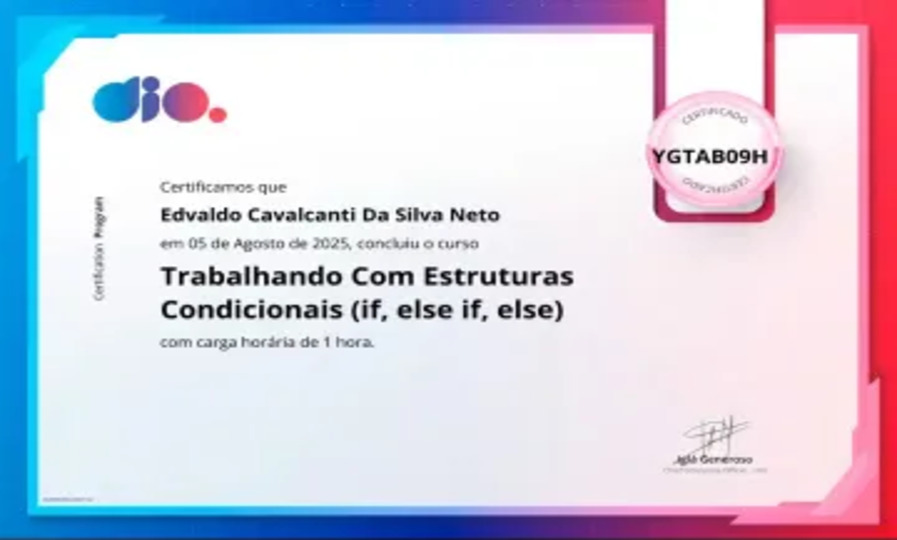 dio.
CERTIFICADO
YGTAB09H
CERTIFICADO
Certification Program
Certificamos que
Edvaldo Cavalcanti Da Silva Neto
em 05 de Agosto de 2025, concluiu o curso
Trabalhando Com Estruturas
Condicionais (if, else if, else)
com carga horária de 1 hora.
Iglá Generoso